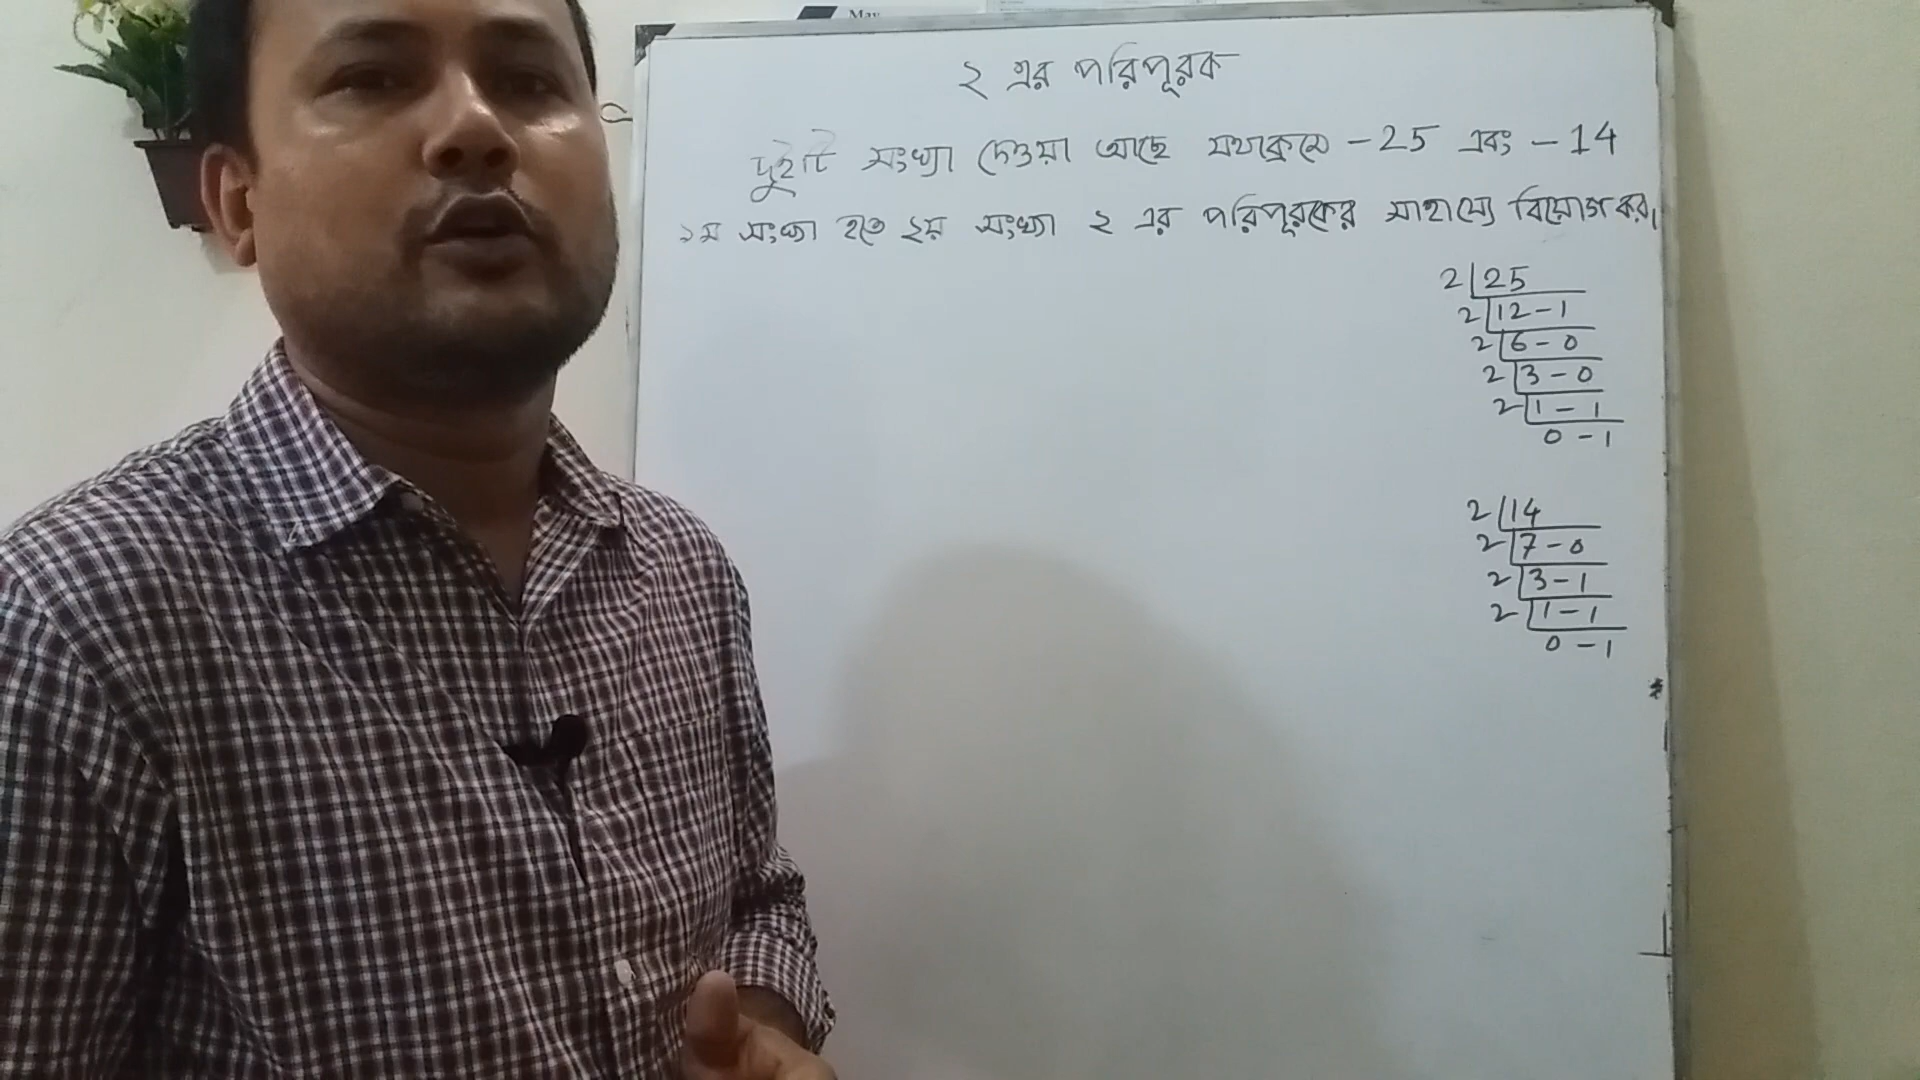 May
২ এর পরিপূরক
দুইটি সংখ্যা দেওয়া আছে যথাক্রমে -25 এবং -14
১ম সংখ্যা হতে ২য় সংখ্যা ২ এর পরিপূরকের সাহায্যে বিয়োগ কর।
2 25
2 12 - 1
2 6 - 0
2 3 - 0
2 1 - 1
0 - 1
2 14
2 7 - 0
2 3 - 1
2 1 - 1
0 - 1